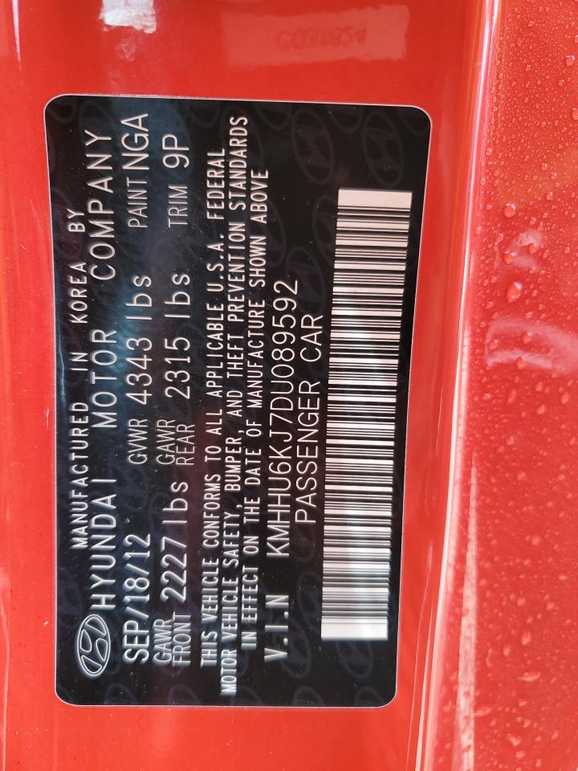 MANUFACTURED IN KOREA BY
HYUNDAI MOTOR COMPANY
SEP/18/12 GVWR 4343 lbs PAINT NGA
GAWR FRONT 2227 lbs GAWR REAR 2315 lbs TRIM 9P
THIS VEHICLE CONFORMS TO ALL APPLICABLE U.S.A. FEDERAL
MOTOR VEHICLE SAFETY, BUMPER, AND THEFT PREVENTION STANDARDS
IN EFFECT ON THE DATE OF MANUFACTURE SHOWN ABOVE
V.I.N KMHHU6KJ7DU089592
PASSENGER CAR